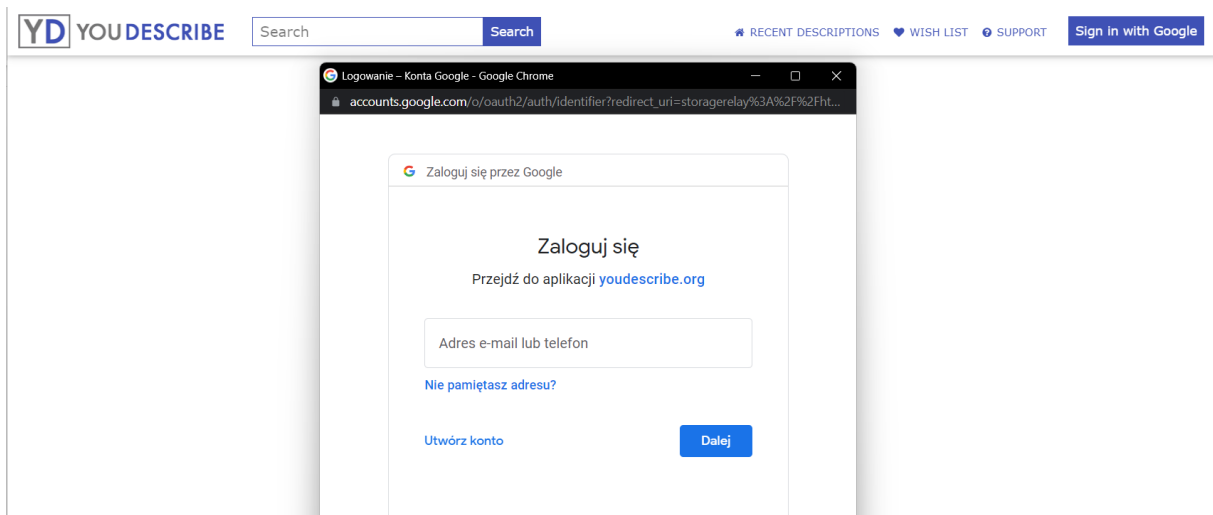 YD YOUDESCRIBE
Search
Search
RECENT DESCRIPTIONS
WISH LIST
SUPPORT
Sign in with Google
Logowanie – Konta Google - Google Chrome
accounts.google.com/o/oauth2/auth/identifier?redirect_uri=storagerelay%3A%2F%2Fht...
Zaloguj się przez Google
Zaloguj się
Przejdź do aplikacji youdescribe.org
Adres e-mail lub telefon
Nie pamiętasz adresu?
Utwórz konto
Dalej